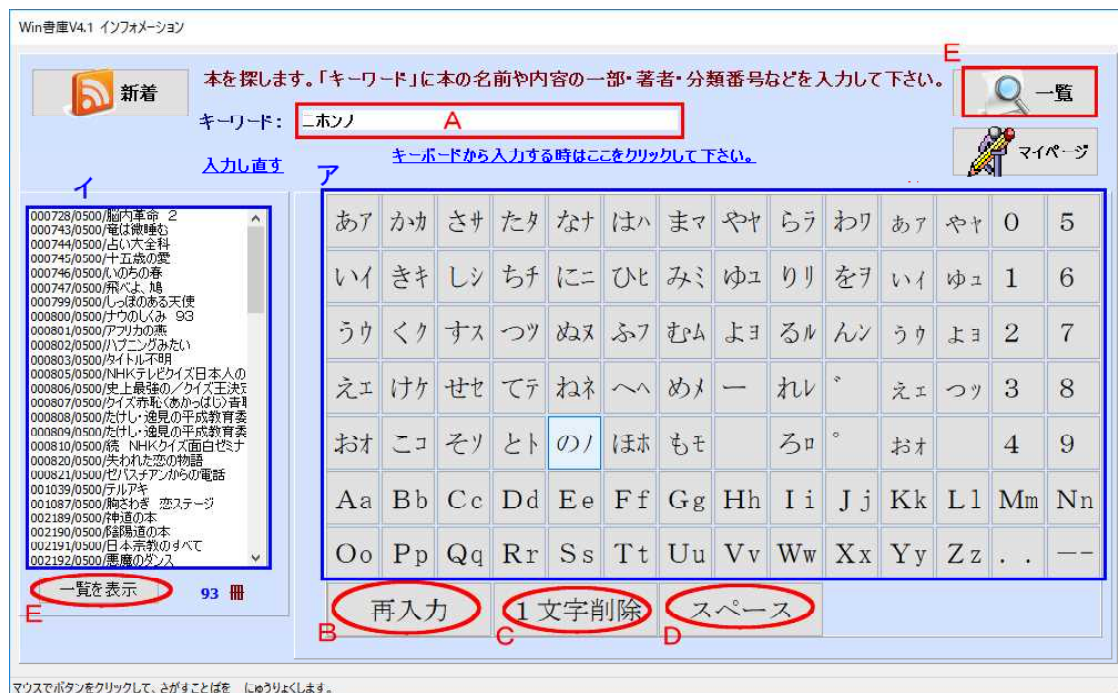 Win書庫V4.1 インフォメーション
E
新着
本を探します。「キーワード」に本の名前や内容の一部・著者・分類番号などを入力して下さい。
一覧
キーワード：
ニホンノ
A
入力し直す
キーボードから入力する時はここをクリックして下さい。
マイページ
イ
ア
000728/0500/脳内革命 2
000743/0500/竜は微睡む
000744/0500/占い大全科
000745/0500/十五歳の愛
000746/0500/いのちの春
000747/0500/飛べよ、鳩
000799/0500/しっぽのある天使
000800/0500/ナウのしくみ 93
000801/0500/アフリカの燕
000802/0500/ハプニングみたい
000803/0500/タイトル不明
000805/0500/NHKテレビクイズ日本人の
000806/0500/史上最強の／クイズ王決定
000807/0500/クイズ赤恥(あかっぱじ)青恥
000808/0500/たけし・逸見の平成教育委
000809/0500/たけし・逸見の平成教育委
000810/0500/続 NHKクイズ面白ゼミナ
000820/0500/失われた恋の物語
000821/0500/セバスチアンからの電話
001039/0500/テルアキ
001087/0500/胸さわぎ 恋ステージ
002189/0500/神道の本
002190/0500/陰陽道の本
002191/0500/日本宗教のすべて
002192/0500/悪魔のダンス
あア かカ さサ たタ なナ はハ まマ やヤ らラ わワ ぁァ ゃャ 0 5
いイ きキ しシ ちチ にニ ひヒ みミ ゆユ りリ をヲ ぃィ ゅュ 1 6
うウ くク すス つツ ぬヌ ふフ むム よヨ るル んン ぅゥ ょョ 2 7
えエ けケ せセ てテ ねネ へヘ めメ ー れレ ゛ ぇェ っッ 3 8
おオ こコ そソ とト のノ ほホ もモ ろロ ゜ ぉォ 4 9
Aa Bb Cc Dd Ee Ff Gg Hh Ii Jj Kk Ll Mm Nn
Oo Pp Qq Rr Ss Tt Uu Vv Ww Xx Yy Zz . . ――
一覧を表示
93 冊
E
再入力
1文字削除
スペース
B
C
D
マウスでボタンをクリックして、さがすことばを にゅうりょくします。